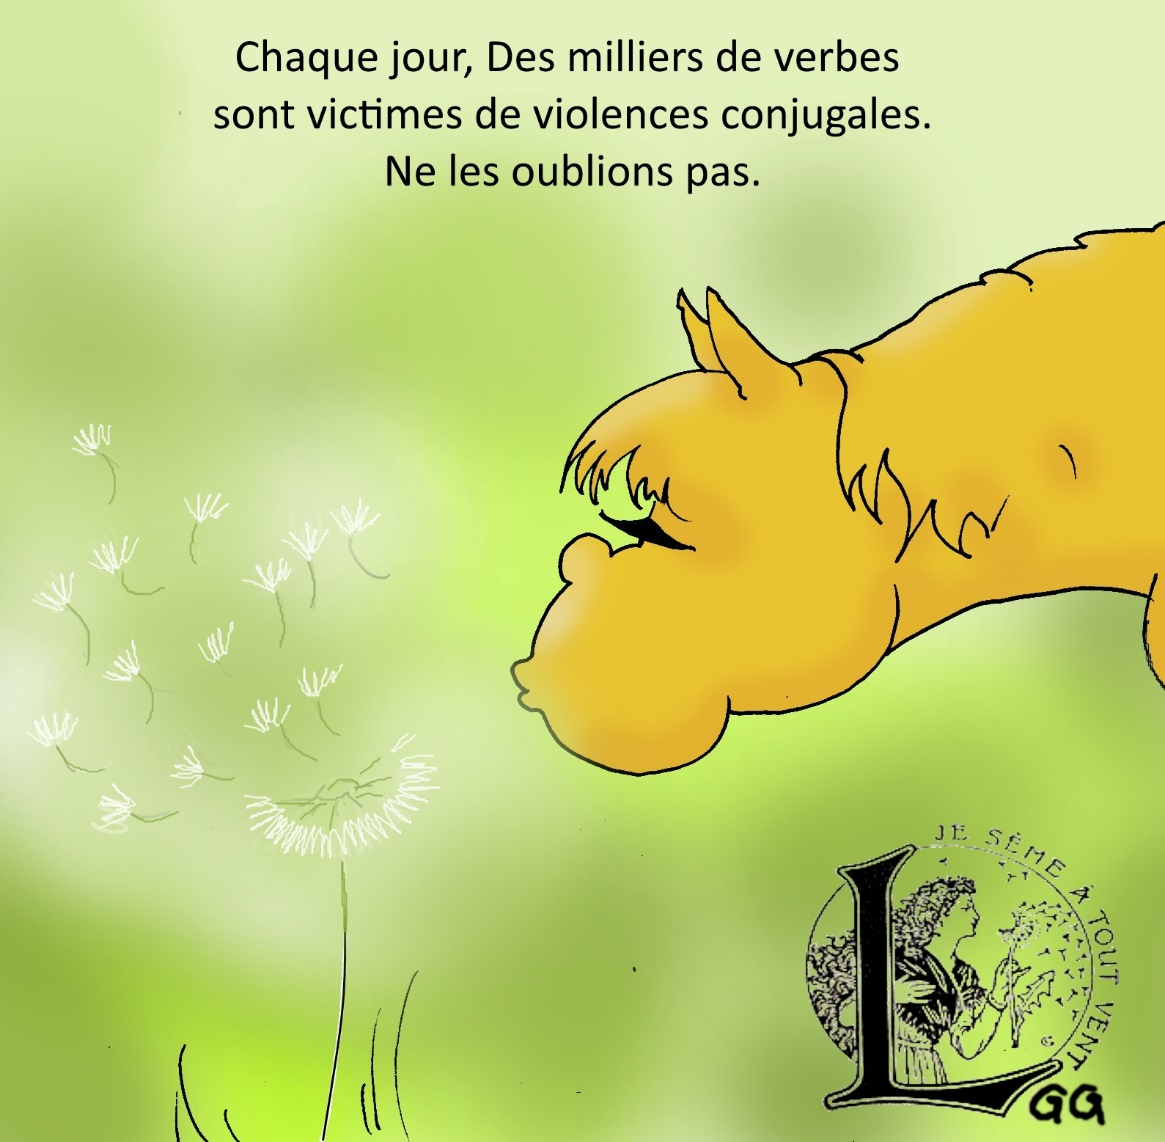 Chaque jour, Des milliers de verbes
sont victimes de violences conjugales.
Ne les oublions pas.
JE SÈME À TOUT VENT
L
GG